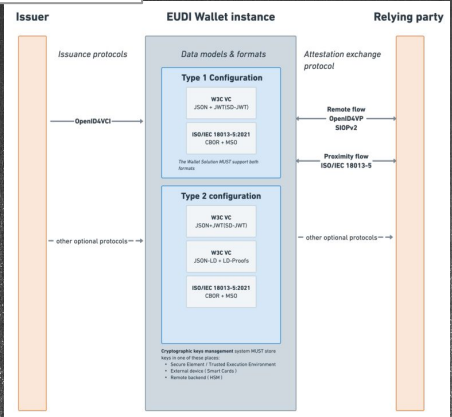 Issuer
EUDI Wallet instance
Relying party
Issuance protocols
Data models & formats
Attestation exchange
protocol
Type 1 Configuration
W3C VC
JSON + JWT(SD-JWT)
OpenID4VCI
Remote flow
OpenID4VP
SIOPv2
ISO/IEC 18013-5:2021
CBOR + MSO
The Wallet Solution MUST support both
formats.
Proximity flow
ISO/IEC 18013-5
Type 2 configuration
W3C VC
JSON+JWT(SD-JWT)
other optional protocols
other optional protocols
W3C VC
JSON-LD + LD-Proofs
ISO/IEC 18013-5:2021
CBOR + MSO
Cryptographic keys management system MUST store
keys in one of these places:
• Secure Element / Trusted Execution Environment
• External device ( Smart Cards )
• Remote backend ( HSM )